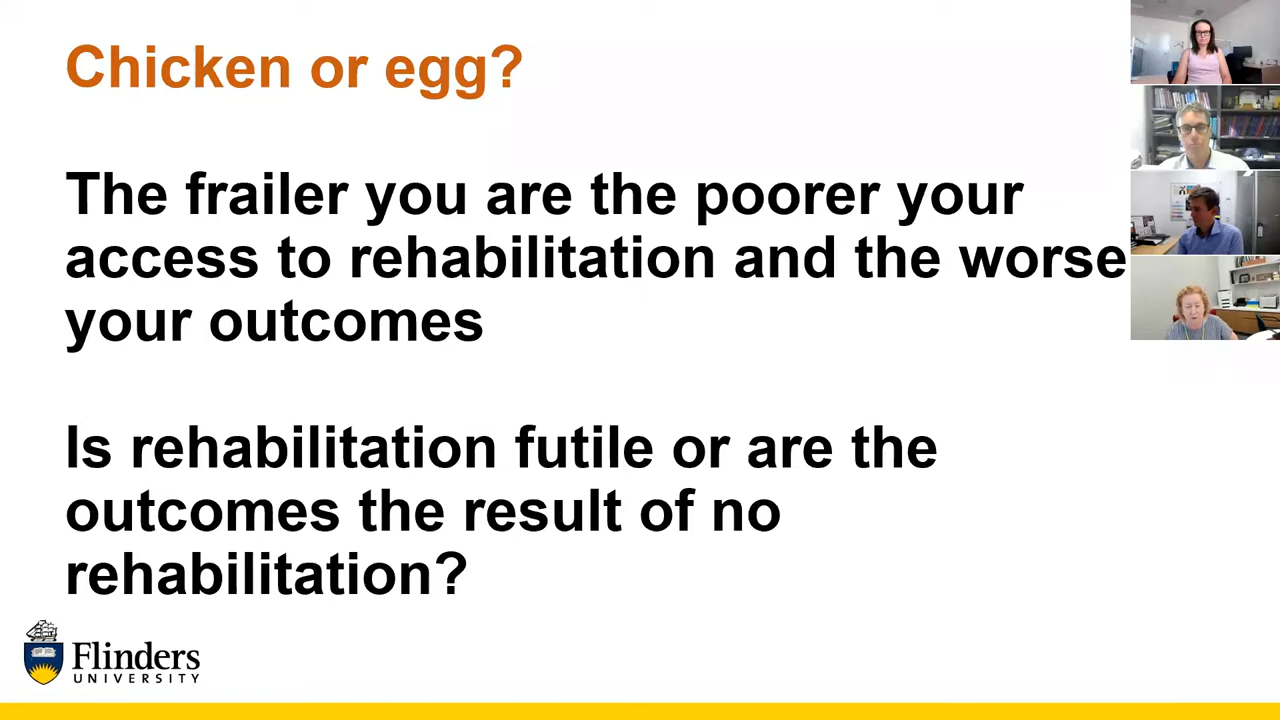 Chicken or egg?
The frailer you are the poorer your
access to rehabilitation and the worse
your outcomes
Is rehabilitation futile or are the
outcomes the result of no
rehabilitation?
Flinders
UNIVERSITY